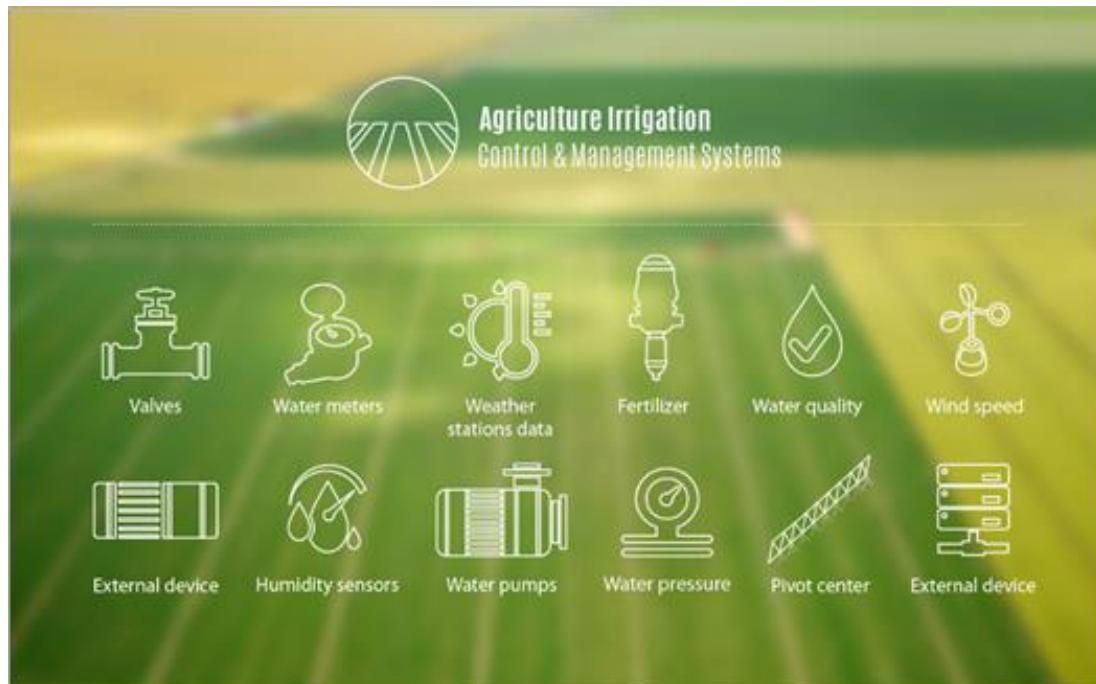 Agriculture Irrigation
Control & Management Systems
Valves
Water meters
Weather
stations data
Fertilizer
Water quality
Wind speed
External device
Humidity sensors
Water pumps
Water pressure
Pivot center
External device